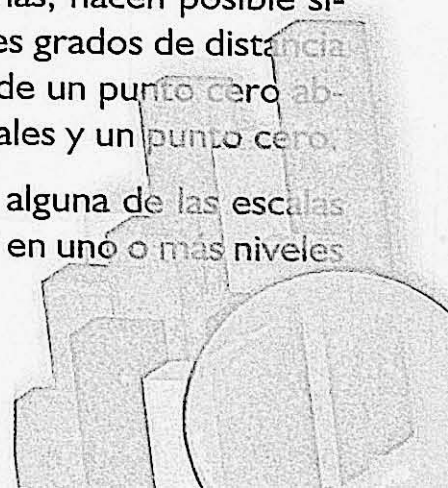 nas, hacen posible si-
es grados de distancia
de un punto cero ab-
ales y un punto cero.
alguna de las escalas
en uno o más niveles